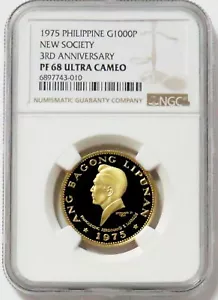 1975 PHILIPPINE G1000P
NEW SOCIETY
3RD ANNIVERSARY
PF 68 ULTRA CAMEO
6897743-010
NGC
NUMISMATIC GUARANTY COMPANY
ANG BAGONG LIPUNAN
1975